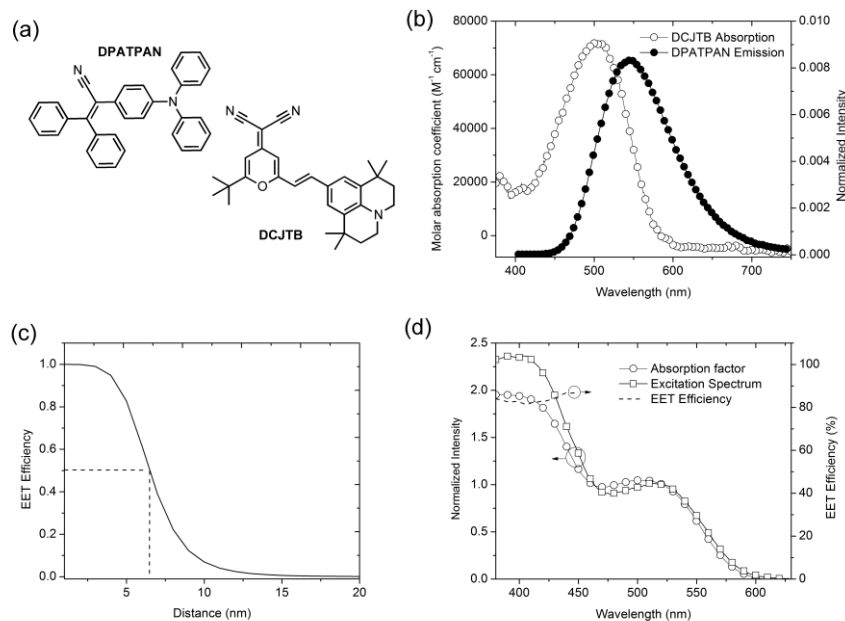 (a)
DPATPAN
N
N
N N
O
N
DCJTB
(b)
DCJTB Absorption
DPATPAN Emission
Molar absorption coefficient (M⁻¹ cm⁻¹)
80000
60000
40000
20000
0
0.010
0.008
0.006
0.004
0.002
0.000
Normalized Intensity
400 500 600 700
Wavelength (nm)
(c)
EET Efficiency
1.0
0.8
0.6
0.4
0.2
0.0
5 10 15 20
Distance (nm)
(d)
Absorption factor
Excitation Spectrum
EET Efficiency
Normalized Intensity
2.5
2.0
1.5
1.0
0.5
0.0
100
80
60
40
20
0
EET Efficiency (%)
400 450 500 550 600
Wavelength (nm)